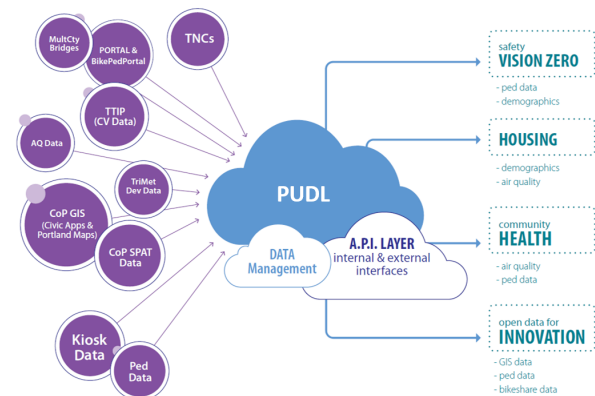 MultCty
Bridges
PORTAL &
BikePedPortal
TNCs
TTIP
(CV Data)
AQ Data
TriMet
Dev Data
CoP GIS
(Civic Apps &
Portland Maps)
CoP SPAT
Data
Kiosk
Data
Ped
Data
PUDL
DATA
Management
A.P.I. LAYER
internal & external
interfaces
safety
VISION ZERO
- ped data
- demographics
HOUSING
- demographics
- air quality
community
HEALTH
- air quality
- ped data
open data for
INNOVATION
- GIS data
- ped data
- bikeshare data